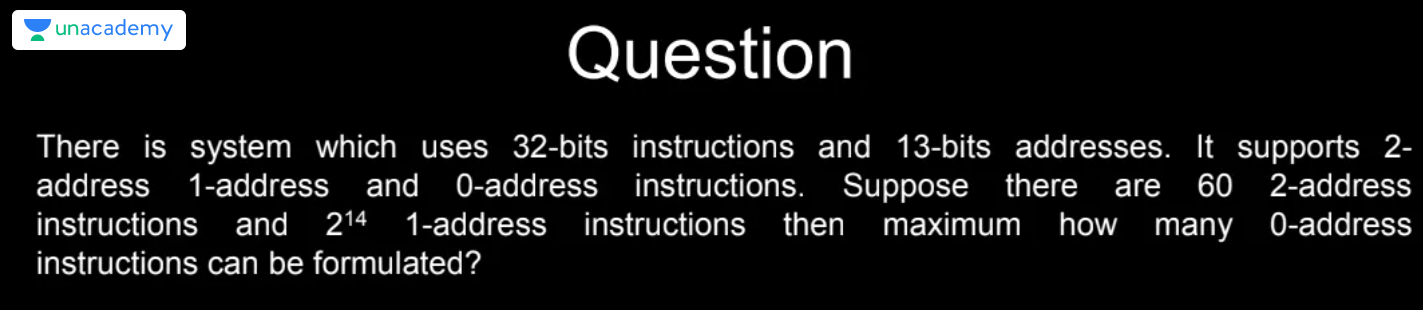 unacademy
Question
There is system which uses 32-bits instructions and 13-bits addresses. It supports 2-
address 1-address and 0-address instructions. Suppose there are 60 2-address
instructions and 2¹⁴ 1-address instructions then maximum how many 0-address
instructions can be formulated?